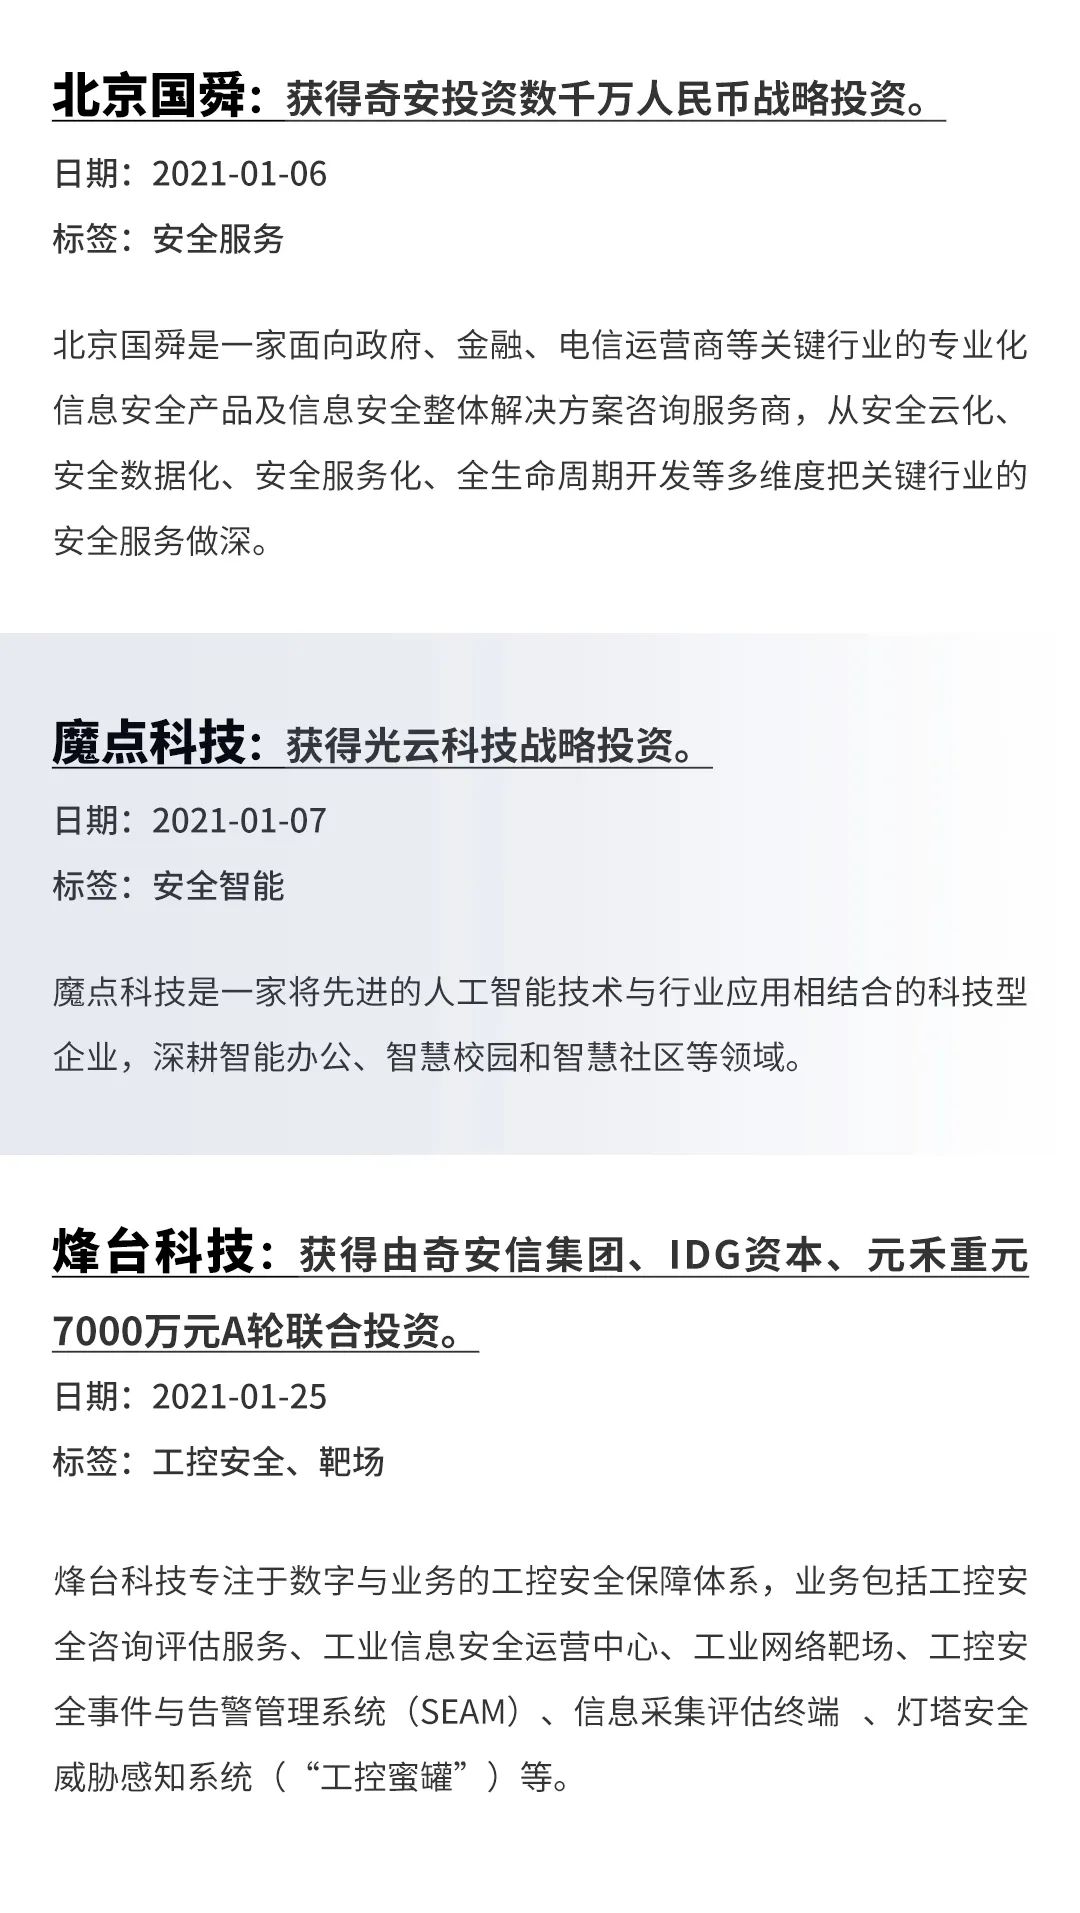 北京国舜：获得奇安投资数千万人民币战略投资。
日期：2021-01-06
标签：安全服务
北京国舜是一家面向政府、金融、电信运营商等关键行业的专业化
信息安全产品及信息安全整体解决方案咨询服务商，从安全云化、
安全数据化、安全服务化、全生命周期开发等多维度把关键行业的
安全服务做深。
魔点科技：获得光云科技战略投资。
日期：2021-01-07
标签：安全智能
魔点科技是一家将先进的人工智能技术与行业应用相结合的科技型
企业，深耕智能办公、智慧校园和智慧社区等领域。
烽台科技：获得由奇安信集团、IDG资本、元禾重元
7000万元A轮联合投资。
日期：2021-01-25
标签：工控安全、靶场
烽台科技专注于数字与业务的工控安全保障体系，业务包括工控安
全咨询评估服务、工业信息安全运营中心、工业网络靶场、工控安
全事件与告警管理系统（SEAM）、信息采集评估终端 、灯塔安全
威胁感知系统（“工控蜜罐”）等。